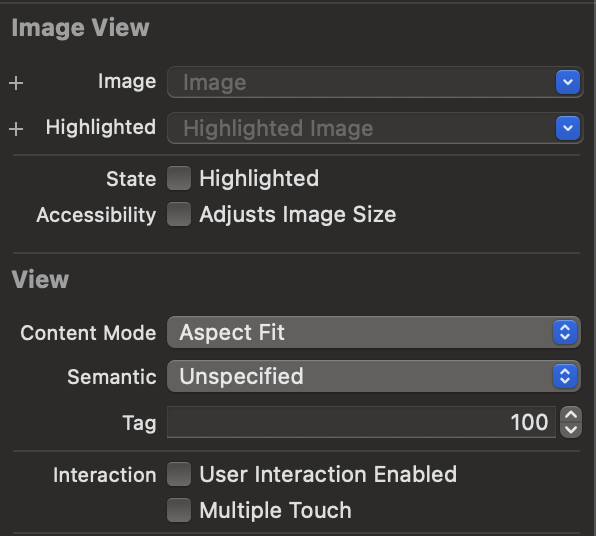 Image View
+ Image Image
+ Highlighted Highlighted Image
State Highlighted
Accessibility Adjusts Image Size
View
Content Mode Aspect Fit
Semantic Unspecified
Tag 100
Interaction User Interaction Enabled
Multiple Touch